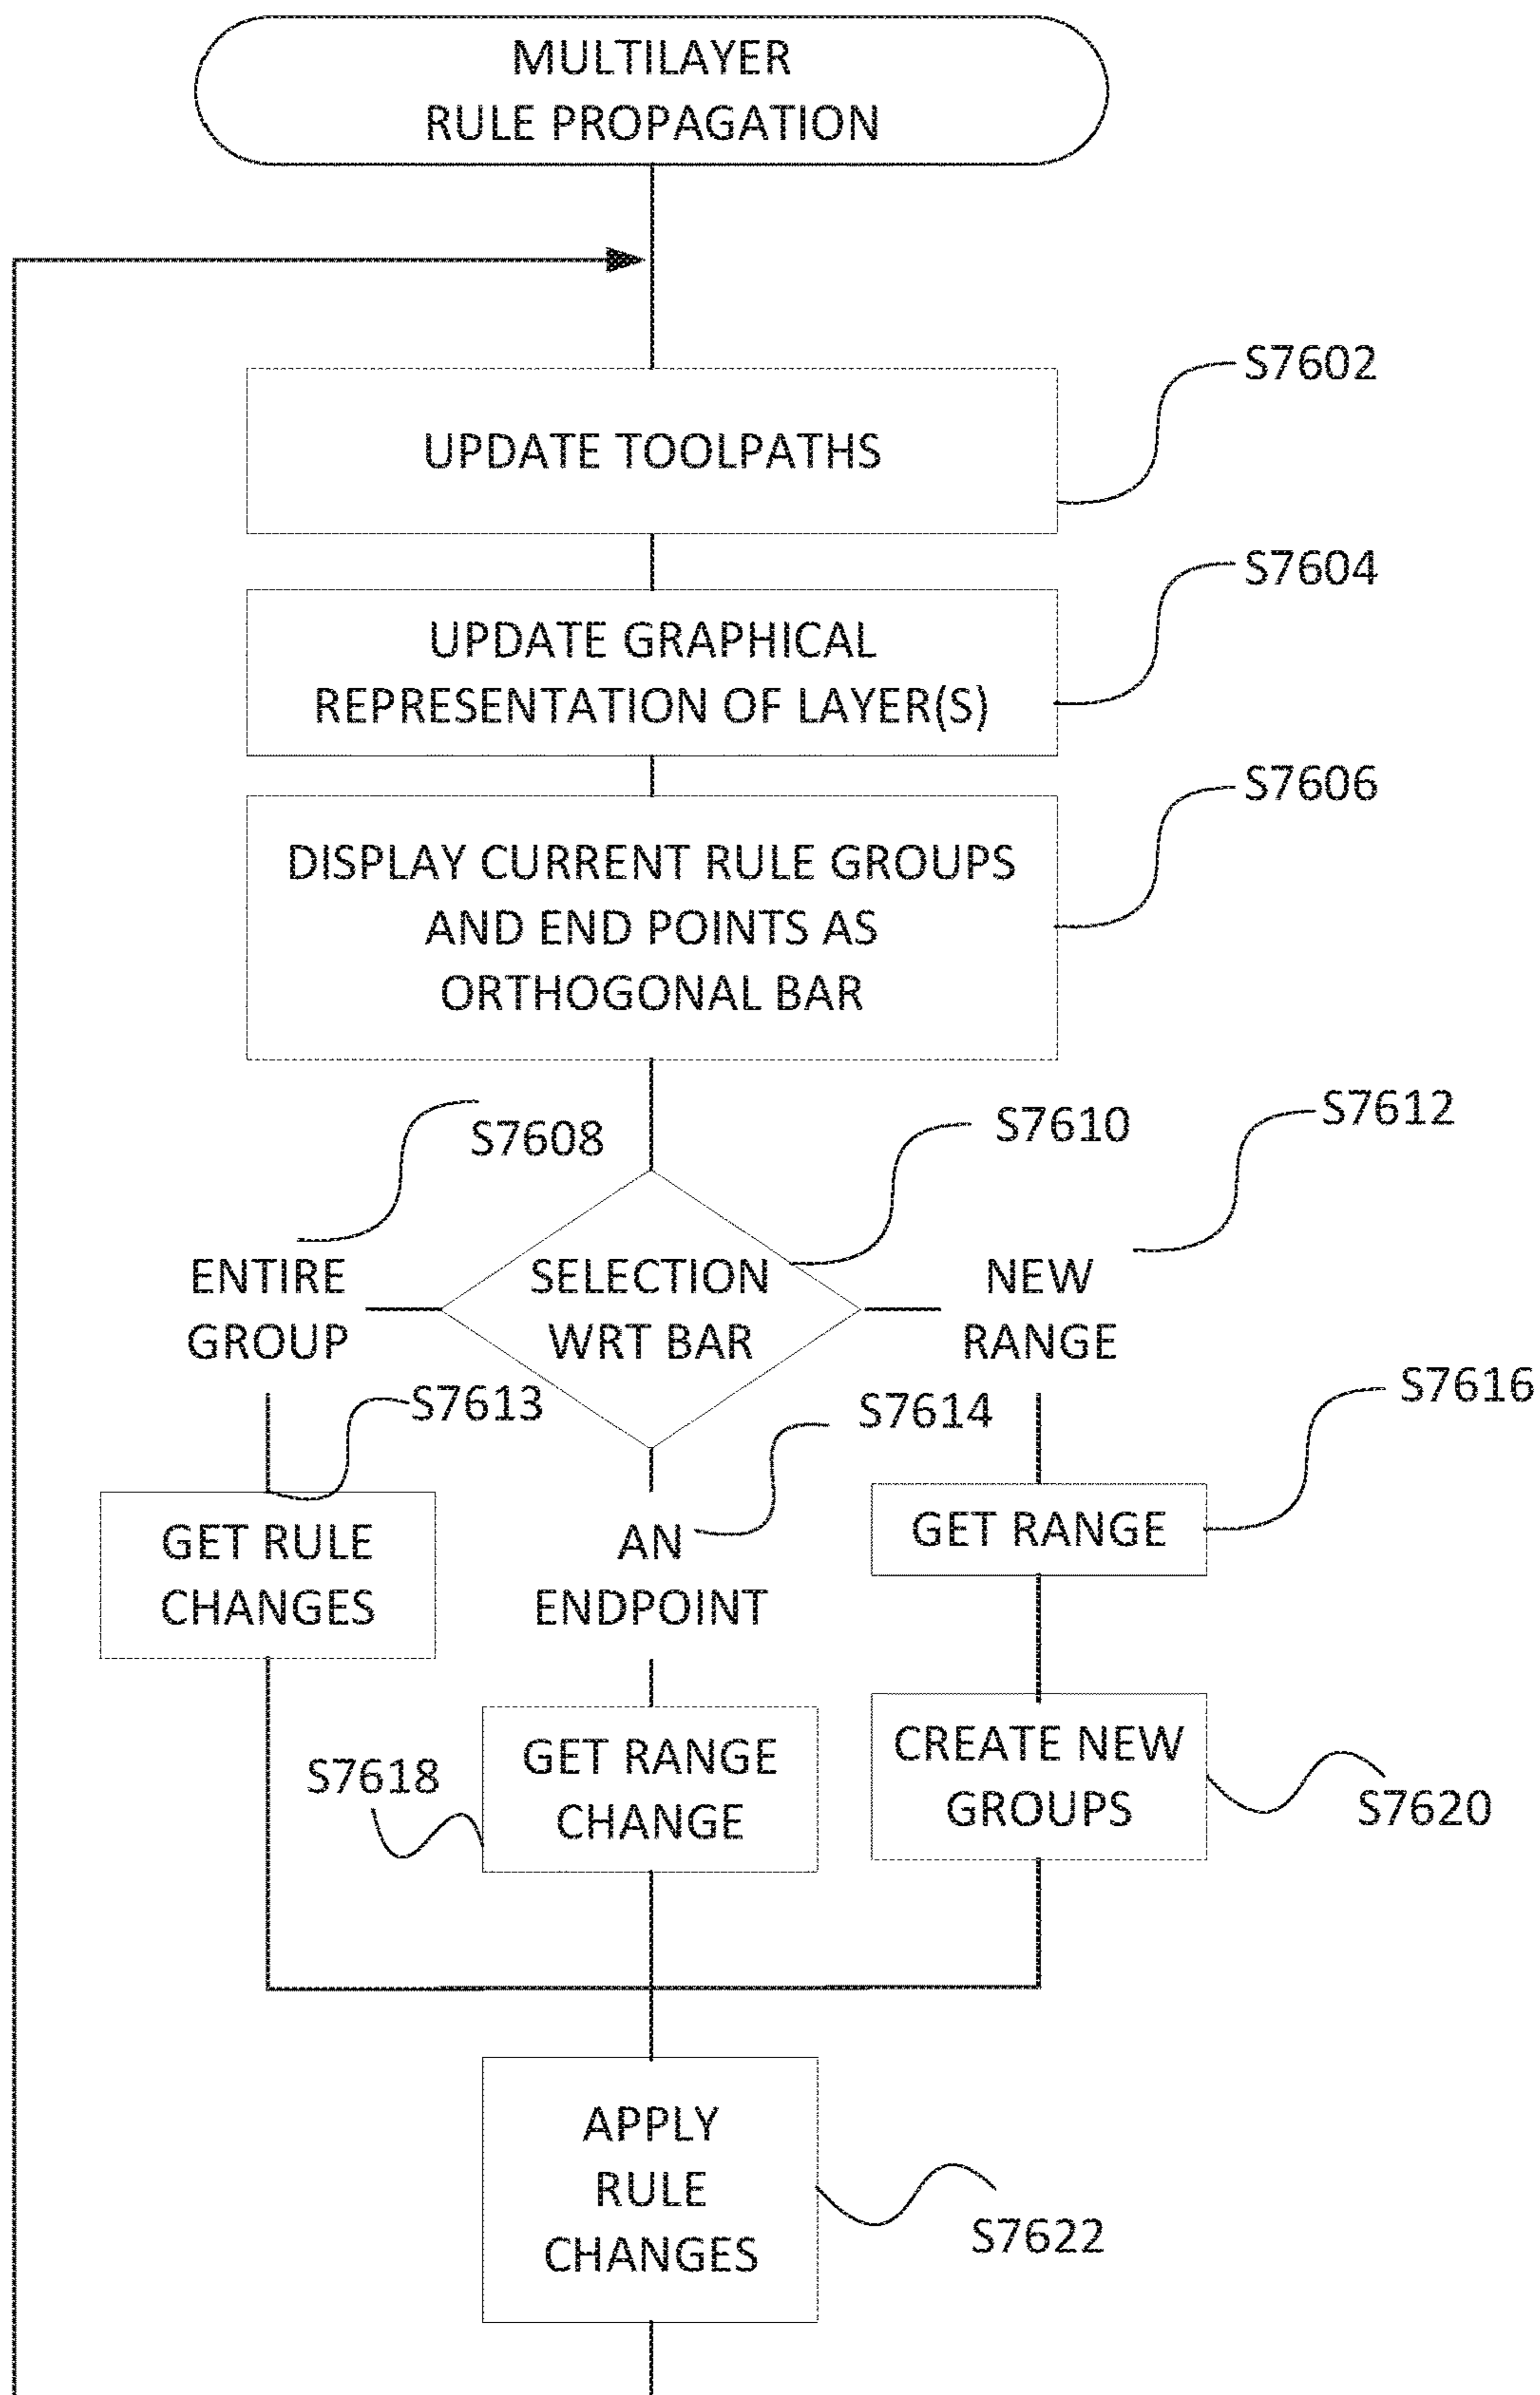 MULTILAYER
RULE PROPAGATION
S7602
UPDATE TOOLPATHS
S7604
UPDATE GRAPHICAL
REPRESENTATION OF LAYER(S)
S7606
DISPLAY CURRENT RULE GROUPS
AND END POINTS AS
ORTHOGONAL BAR
S7608
S7610
S7612
ENTIRE
GROUP
SELECTION
WRT BAR
NEW
RANGE
S7613
S7614
S7616
GET RULE
CHANGES
AN
ENDPOINT
GET RANGE
S7618
GET RANGE
CHANGE
CREATE NEW
GROUPS
S7620
APPLY
RULE
CHANGES
S7622